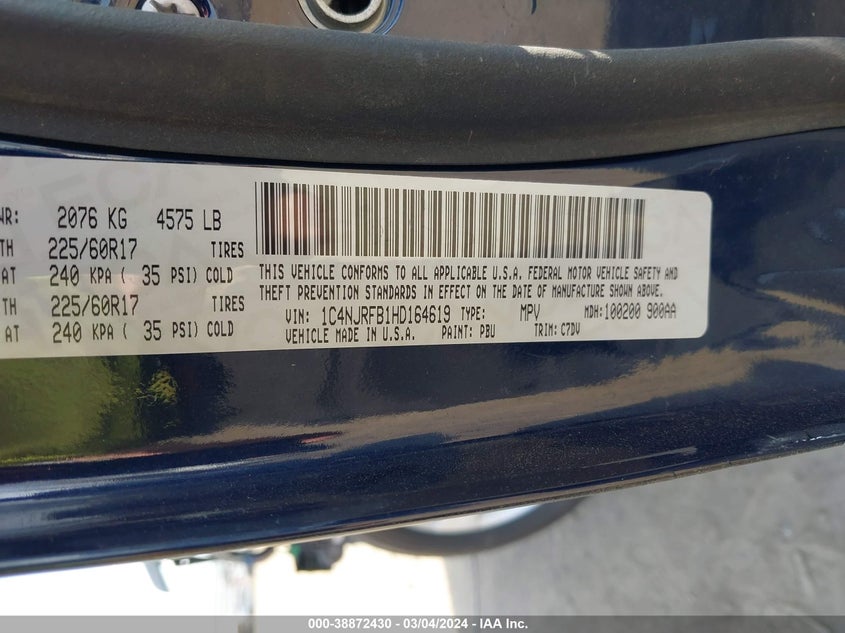 WR: 2076 KG 4575 LB
TH 225/60R17 TIRES
AT 240 KPA ( 35 PSI) COLD
TH 225/60R17 TIRES
AT 240 KPA ( 35 PSI) COLD
THIS VEHICLE CONFORMS TO ALL APPLICABLE U.S.A. FEDERAL MOTOR VEHICLE SAFETY AND
THEFT PREVENTION STANDARDS IN EFFECT ON THE DATE OF MANUFACTURE SHOWN ABOVE.
VIN: 1C4NJRFB1HD164619 TYPE: MPV MDH:100200 900AA
VEHICLE MADE IN U.S.A. PAINT: PBU TRIM: C7DV
000-38872430 - 03/04/2024 - IAA Inc.